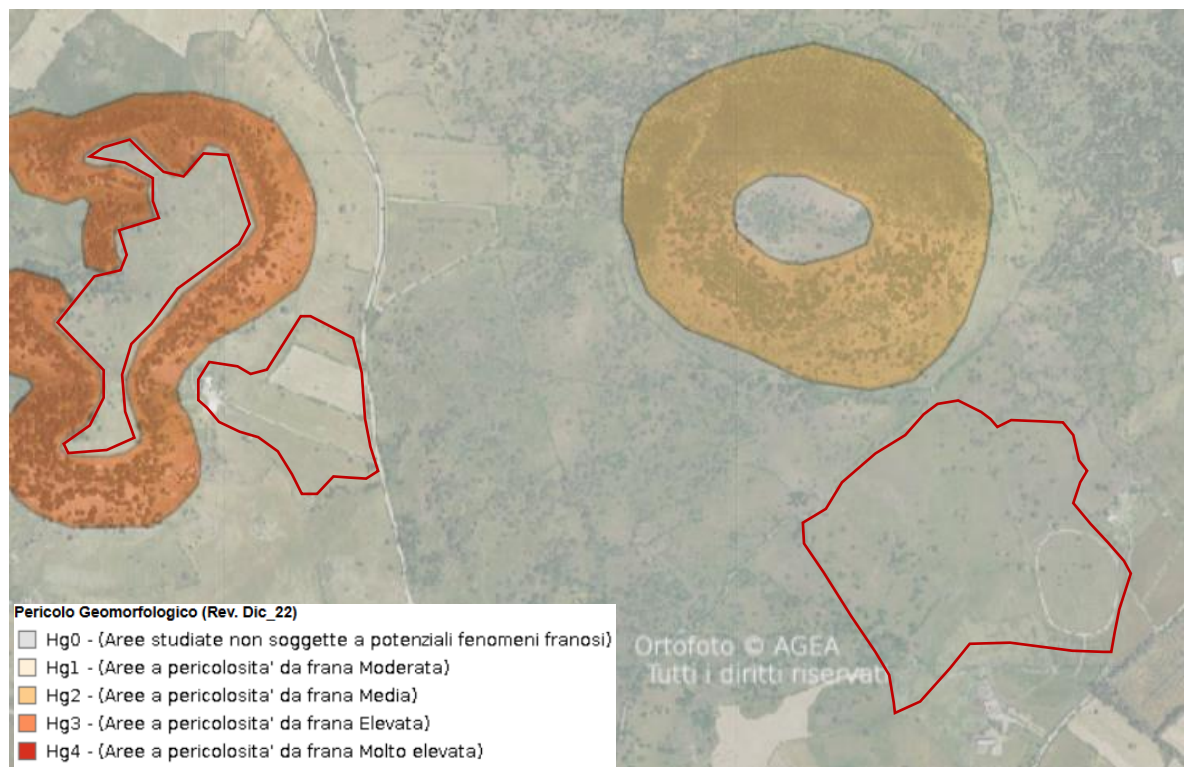 Pericolo Geomorfologico (Rev. Dic_22)
Hg0 - (Aree studiate non soggette a potenziali fenomeni franosi)
Hg1 - (Aree a pericolosita' da frana Moderata)
Hg2 - (Aree a pericolosita' da frana Media)
Hg3 - (Aree a pericolosita' da frana Elevata)
Hg4 - (Aree a pericolosita' da frana Molto elevata)
Ortofoto © AGEA
Tutti i diritti riservati